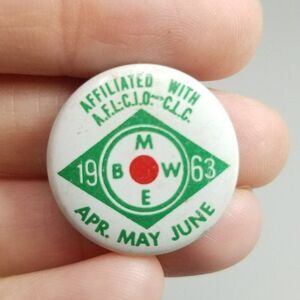 AFFILIATED WITH
A.F.L.-C.I.O.-C.L.C.
M
19 B W 63
E
APR. MAY JUNE